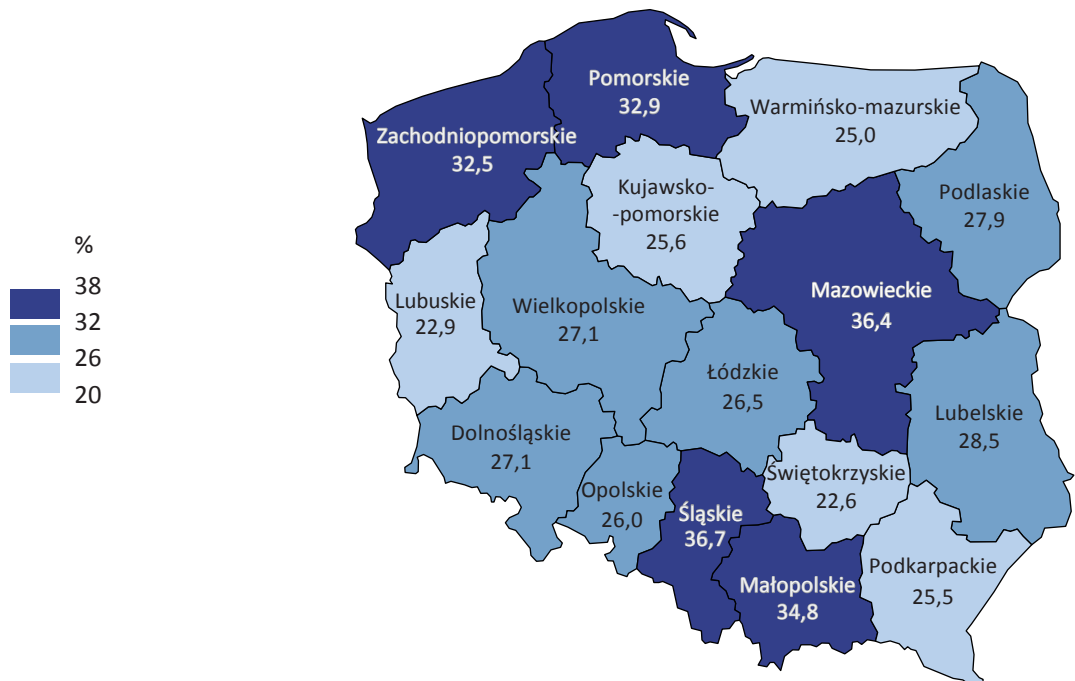 %
38
32
26
20
Pomorskie
32,9
Zachodniopomorskie
32,5
Warmińsko-mazurskie
25,0
Podlaskie
27,9
Kujawsko-
-pomorskie
25,6
Lubuskie
22,9
Wielkopolskie
27,1
Mazowieckie
36,4
Łódzkie
26,5
Lubelskie
28,5
Dolnośląskie
27,1
Opolskie
26,0
Śląskie
36,7
Świętokrzyskie
22,6
Małopolskie
34,8
Podkarpackie
25,5